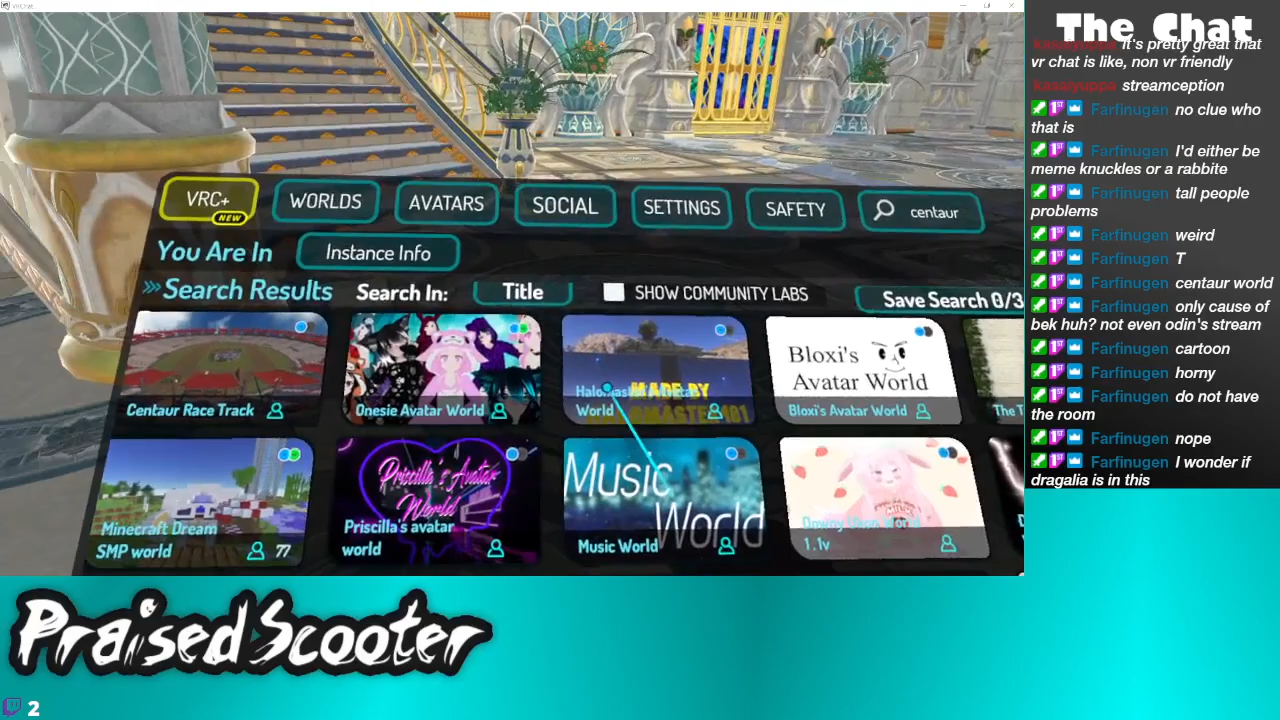 VRChat
VRC+
NEW
WORLDS
AVATARS
SOCIAL
SETTINGS
SAFETY
centaur
You Are In
Instance Info
Search Results
Search In:
Title
SHOW COMMUNITY LABS
Save Search 0/3
Centaur Race Track
Onesie Avatar World
World
MADE BY
Bloxi's
Avatar World
Bloxi's Avatar World
The T
Minecraft Dream
SMP world
77
Priscilla's Avatar
World
Priscilla's avatar
world
Music
World
Music World
1.1v
The Chat
kasaiyuppa It's pretty great that
vr chat is like, non vr friendly
kasaiyuppa streamception
Farfinugen no clue who
that is
Farfinugen I'd either be
meme knuckles or a rabbite
Farfinugen tall people
problems
Farfinugen weird
Farfinugen T
Farfinugen centaur world
Farfinugen only cause of
bek huh? not even odin's stream
Farfinugen cartoon
Farfinugen horny
Farfinugen do not have
the room
Farfinugen nope
Farfinugen I wonder if
dragalia is in this
PraisedScooter
2